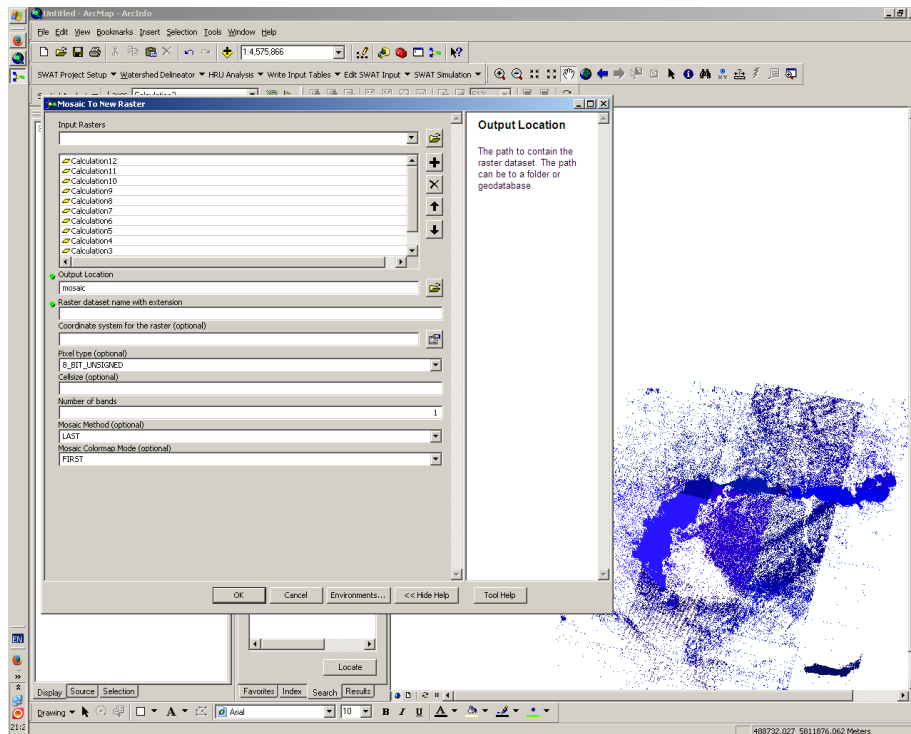 Untitled - ArcMap - ArcInfo
File Edit View Bookmarks Insert Selection Tools Window Help
1:4,575,866
SWAT Project Setup Watershed Delineator HRU Analysis Write Input Tables Edit SWAT Input SWAT Simulation
Mosaic To New Raster
Input Rasters
Calculation12
Calculation11
Calculation10
Calculation9
Calculation8
Calculation7
Calculation6
Calculation5
Calculation4
Calculation3
Output Location
mosaic
Raster dataset name with extension
Coordinate system for the raster (optional)
Pixel type (optional)
8_BIT_UNSIGNED
Cellsize (optional)
Number of bands
1
Mosaic Method (optional)
LAST
Mosaic Colormap Mode (optional)
FIRST
OK Cancel Environments... << Hide Help Tool Help
Output Location
The path to contain the
raster dataset. The path
can be to a folder or
geodatabase.
EN
Locate
Display Source Selection
Favorites Index Search Results
Drawing A Arial 10 B I U A
21:2
488732.027 5811876.062 Meters